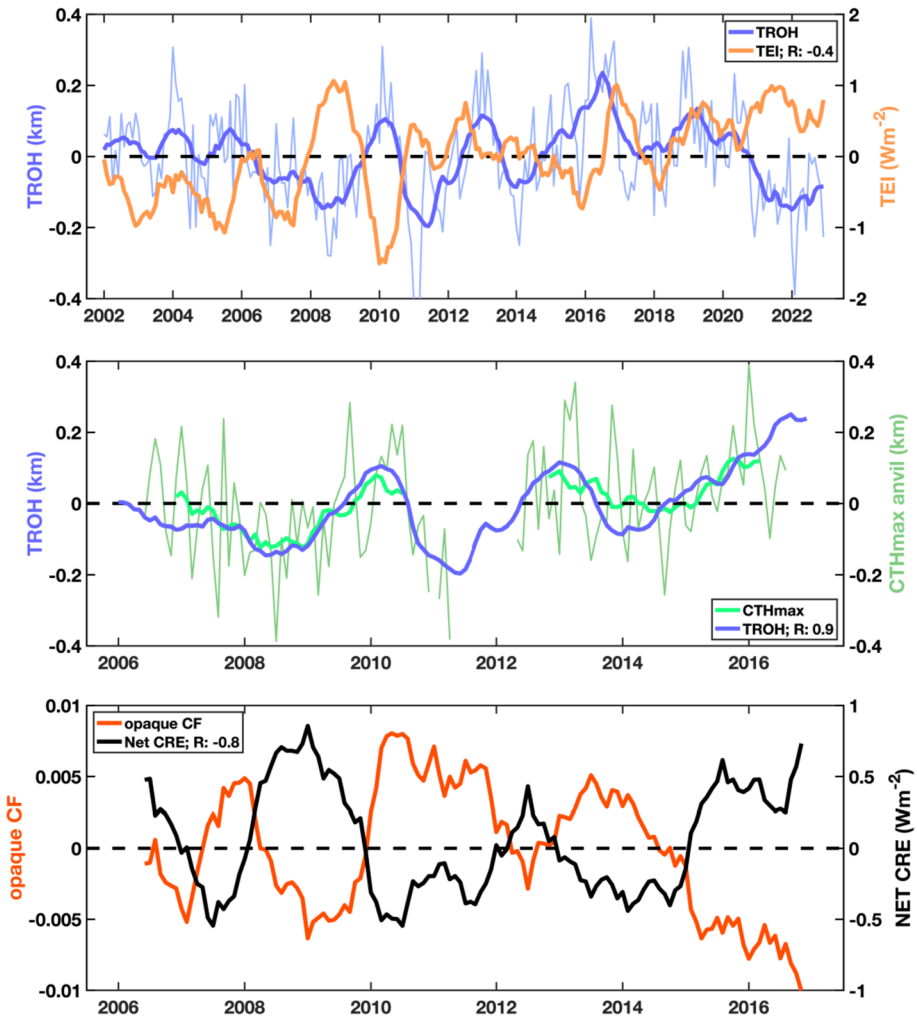 0.4
0.2
0
-0.2
-0.4
TROH (km)
TROH
TEI; R: -0.4
2
1
0
-1
-2
TEI (Wm-2)
2002 2004 2006 2008 2010 2012 2014 2016 2018 2020 2022
0.4
0.2
0
-0.2
-0.4
TROH (km)
CTHmax
TROH; R: 0.9
0.4
0.2
0
-0.2
-0.4
CTHmax anvil (km)
2006 2008 2010 2012 2014 2016
0.01
0.005
0
-0.005
-0.01
opaque CF
opaque CF
Net CRE; R: -0.8
1
0.5
0
-0.5
-1
NET CRE (Wm-2)
2006 2008 2010 2012 2014 2016